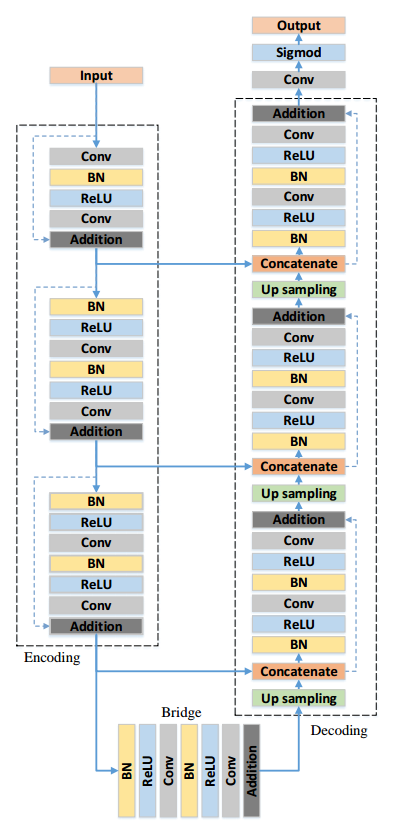 Input
Conv
BN
ReLU
Conv
Addition
BN
ReLU
Conv
BN
ReLU
Conv
Addition
BN
ReLU
Conv
BN
ReLU
Conv
Addition
Encoding
Bridge
BN
ReLU
Conv
BN
ReLU
Conv
Addition
Output
Sigmod
Conv
Addition
Conv
ReLU
BN
Conv
ReLU
BN
Concatenate
Up sampling
Addition
Conv
ReLU
BN
Conv
ReLU
BN
Concatenate
Up sampling
Addition
Conv
ReLU
BN
Conv
ReLU
BN
Concatenate
Up sampling
Decoding